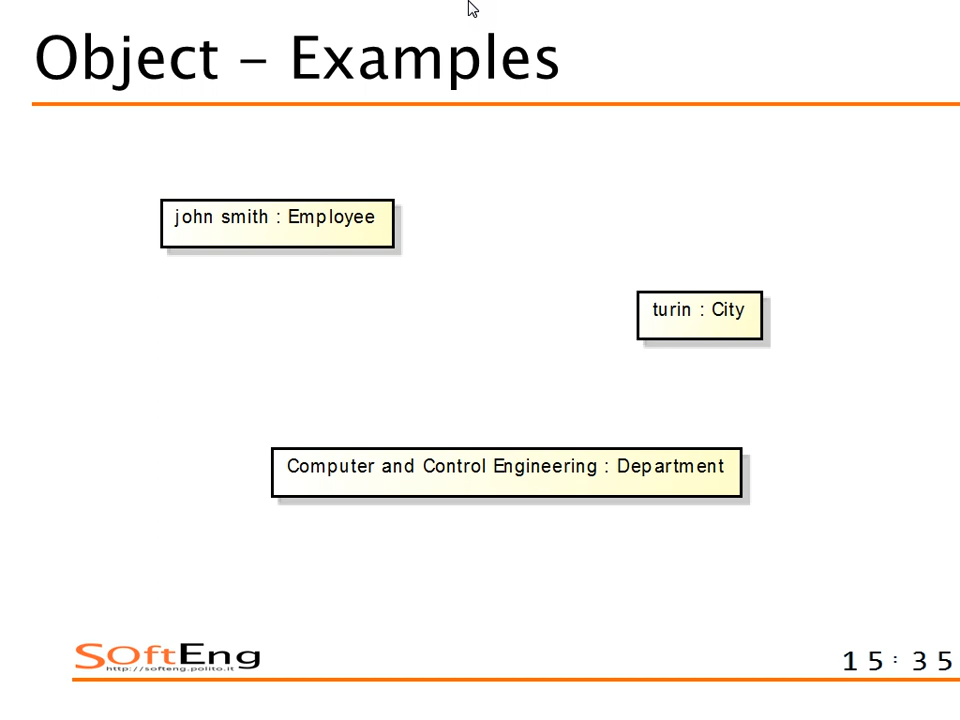 Object - Examples
john smith : Employee
turin : City
Computer and Control Engineering : Department
SoftEng
http://softeng.polito.it
15:35